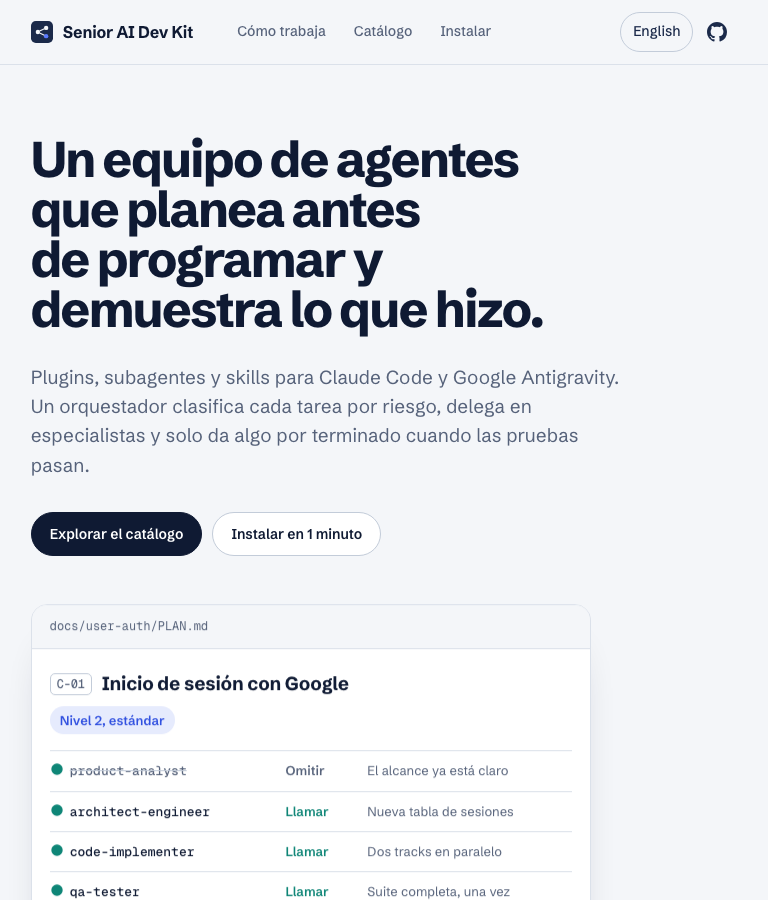 Senior AI Dev Kit
Cómo trabaja
Catálogo
Instalar
English
Un equipo de agentes
que planea antes
de programar y
demuestra lo que hizo.
Plugins, subagentes y skills para Claude Code y Google Antigravity.
Un orquestador clasifica cada tarea por riesgo, delega en
especialistas y solo da algo por terminado cuando las pruebas
pasan.
Explorar el catálogo
Instalar en 1 minuto
docs/user-auth/PLAN.md
C-01 Inicio de sesión con Google
Nivel 2, estándar
product-analyst Omitir El alcance ya está claro
architect-engineer Llamar Nueva tabla de sesiones
code-implementer Llamar Dos tracks en paralelo
qa-tester Llamar Suite completa, una vez